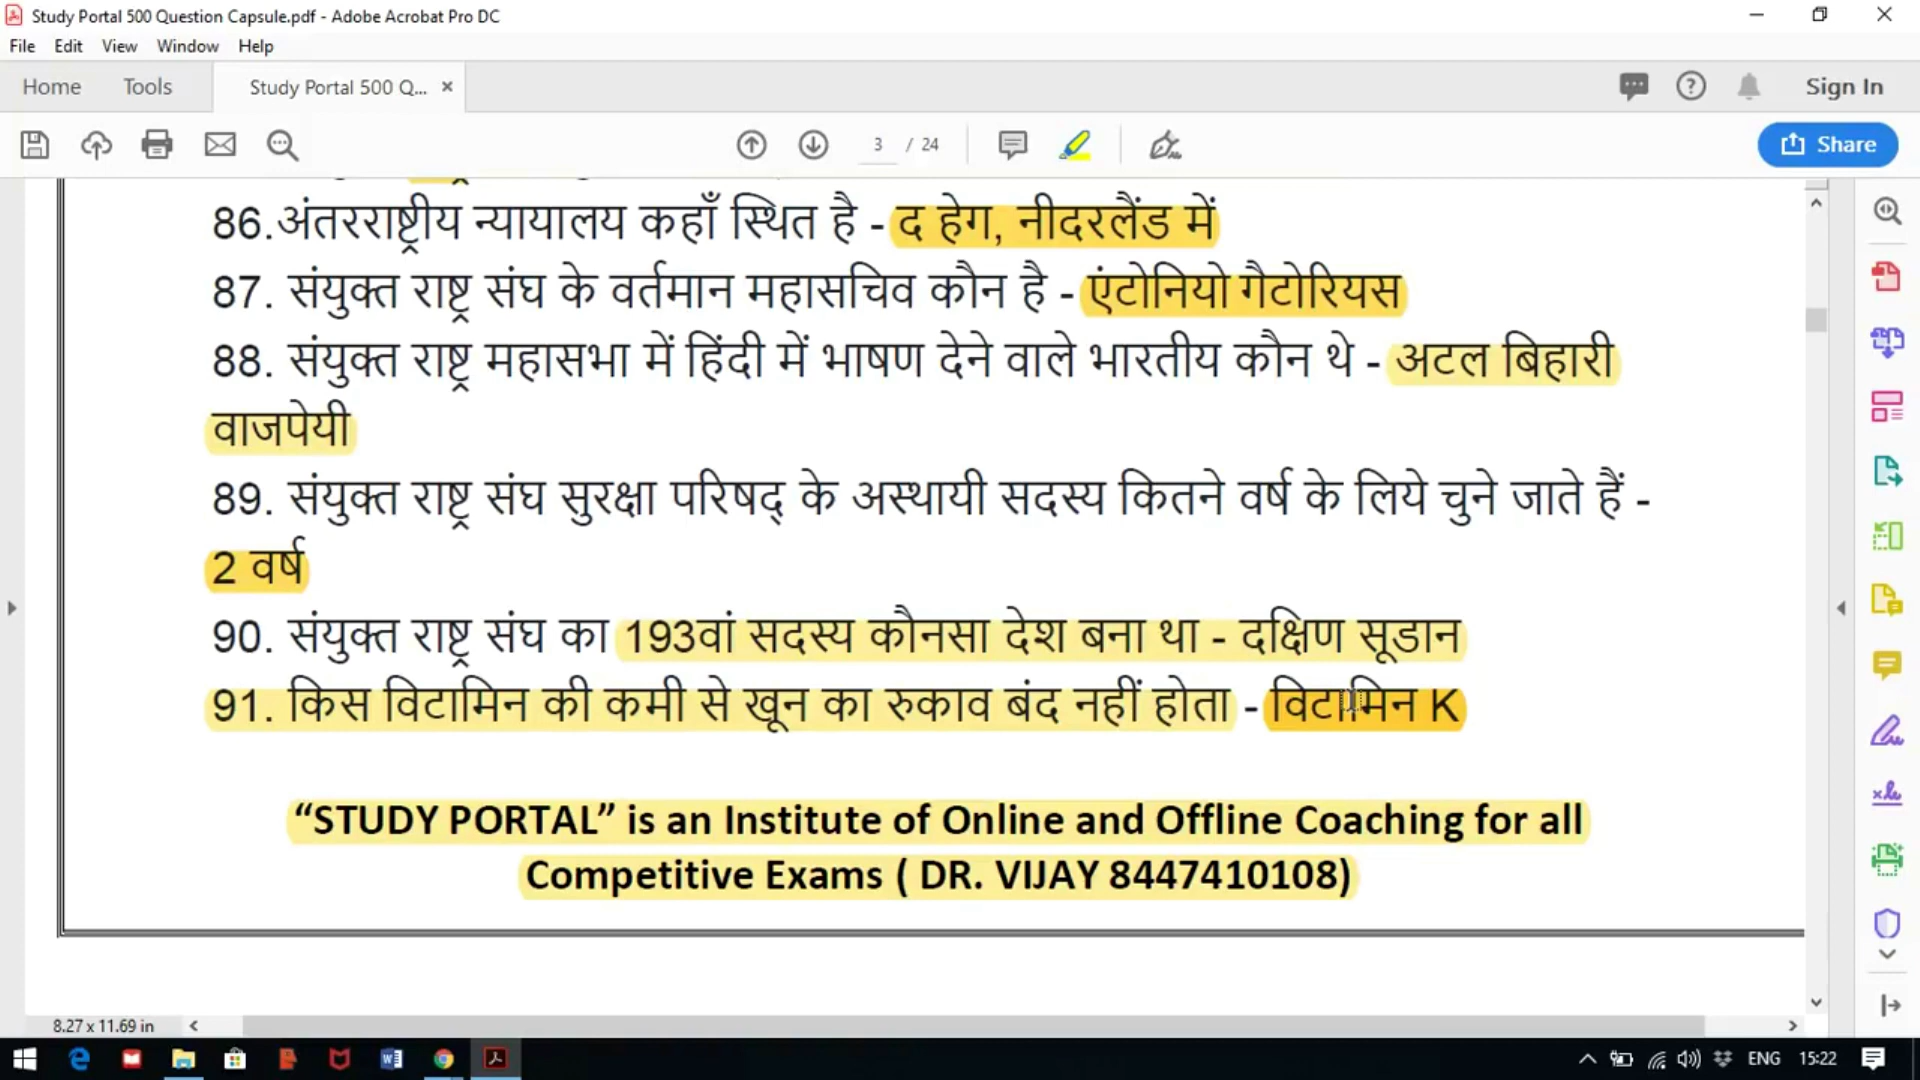 Study Portal 500 Question Capsule.pdf - Adobe Acrobat Pro DC
File Edit View Window Help
Home Tools Study Portal 500 Q... × Sign In
3 / 24 Share
86.अंतरराष्ट्रीय न्यायालय कहाँ स्थित है - द हेग, नीदरलैंड में
87. संयुक्त राष्ट्र संघ के वर्तमान महासचिव कौन है - एंटोनियो गैटोरियस
88. संयुक्त राष्ट्र महासभा में हिंदी में भाषण देने वाले भारतीय कौन थे - अटल बिहारी
वाजपेयी
89. संयुक्त राष्ट्र संघ सुरक्षा परिषद् के अस्थायी सदस्य कितने वर्ष के लिये चुने जाते हैं -
2 वर्ष
90. संयुक्त राष्ट्र संघ का 193वां सदस्य कौनसा देश बना था - दक्षिण सूडान
91. किस विटामिन की कमी से खून का रुकाव बंद नहीं होता - विटामिन K
“STUDY PORTAL” is an Institute of Online and Offline Coaching for all
Competitive Exams ( DR. VIJAY 8447410108)
8.27 x 11.69 in
ENG 15:22